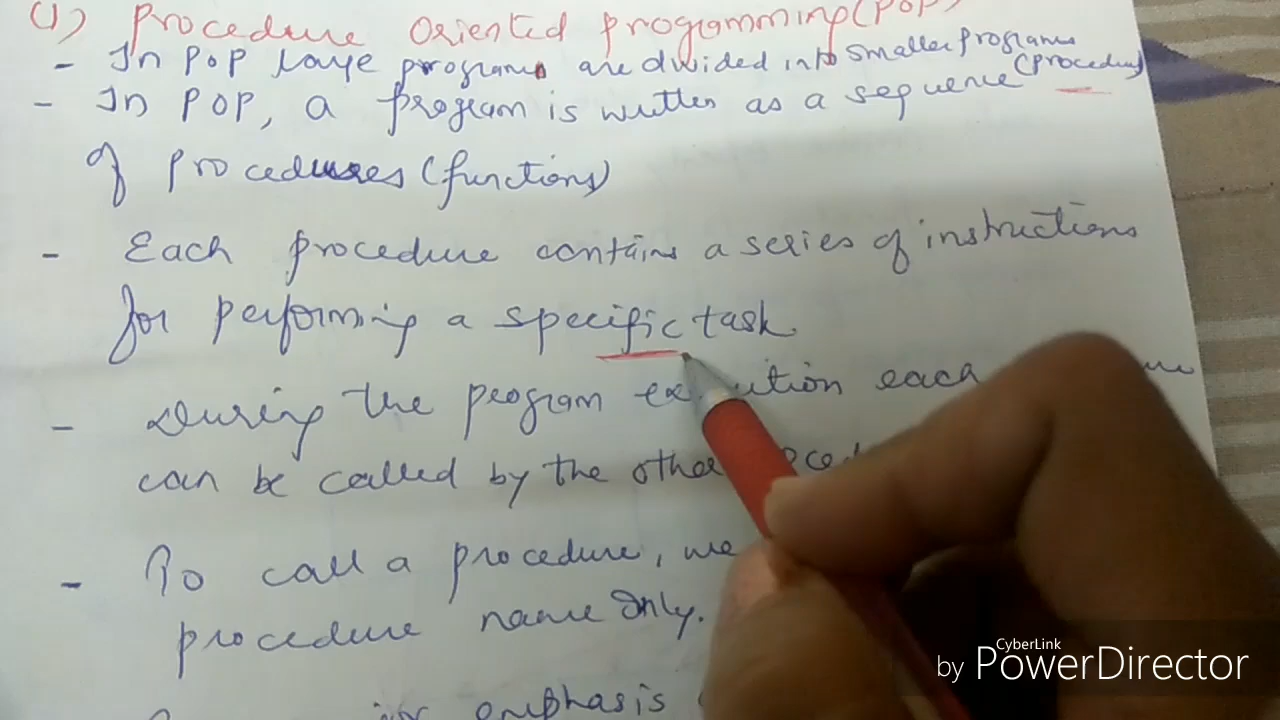 (1) Procedure Oriented Programming (POP)
- In POP large programs are divided into smaller programs
(procedures)
- In POP, a program is written as a sequence
of procedures (functions)
- Each procedure contains a series of instructions
for performing a specific task.
- During the program execution each
can be called by the other
- To call a procedure, we
procedure name only.
emphasis
CyberLink
by PowerDirector